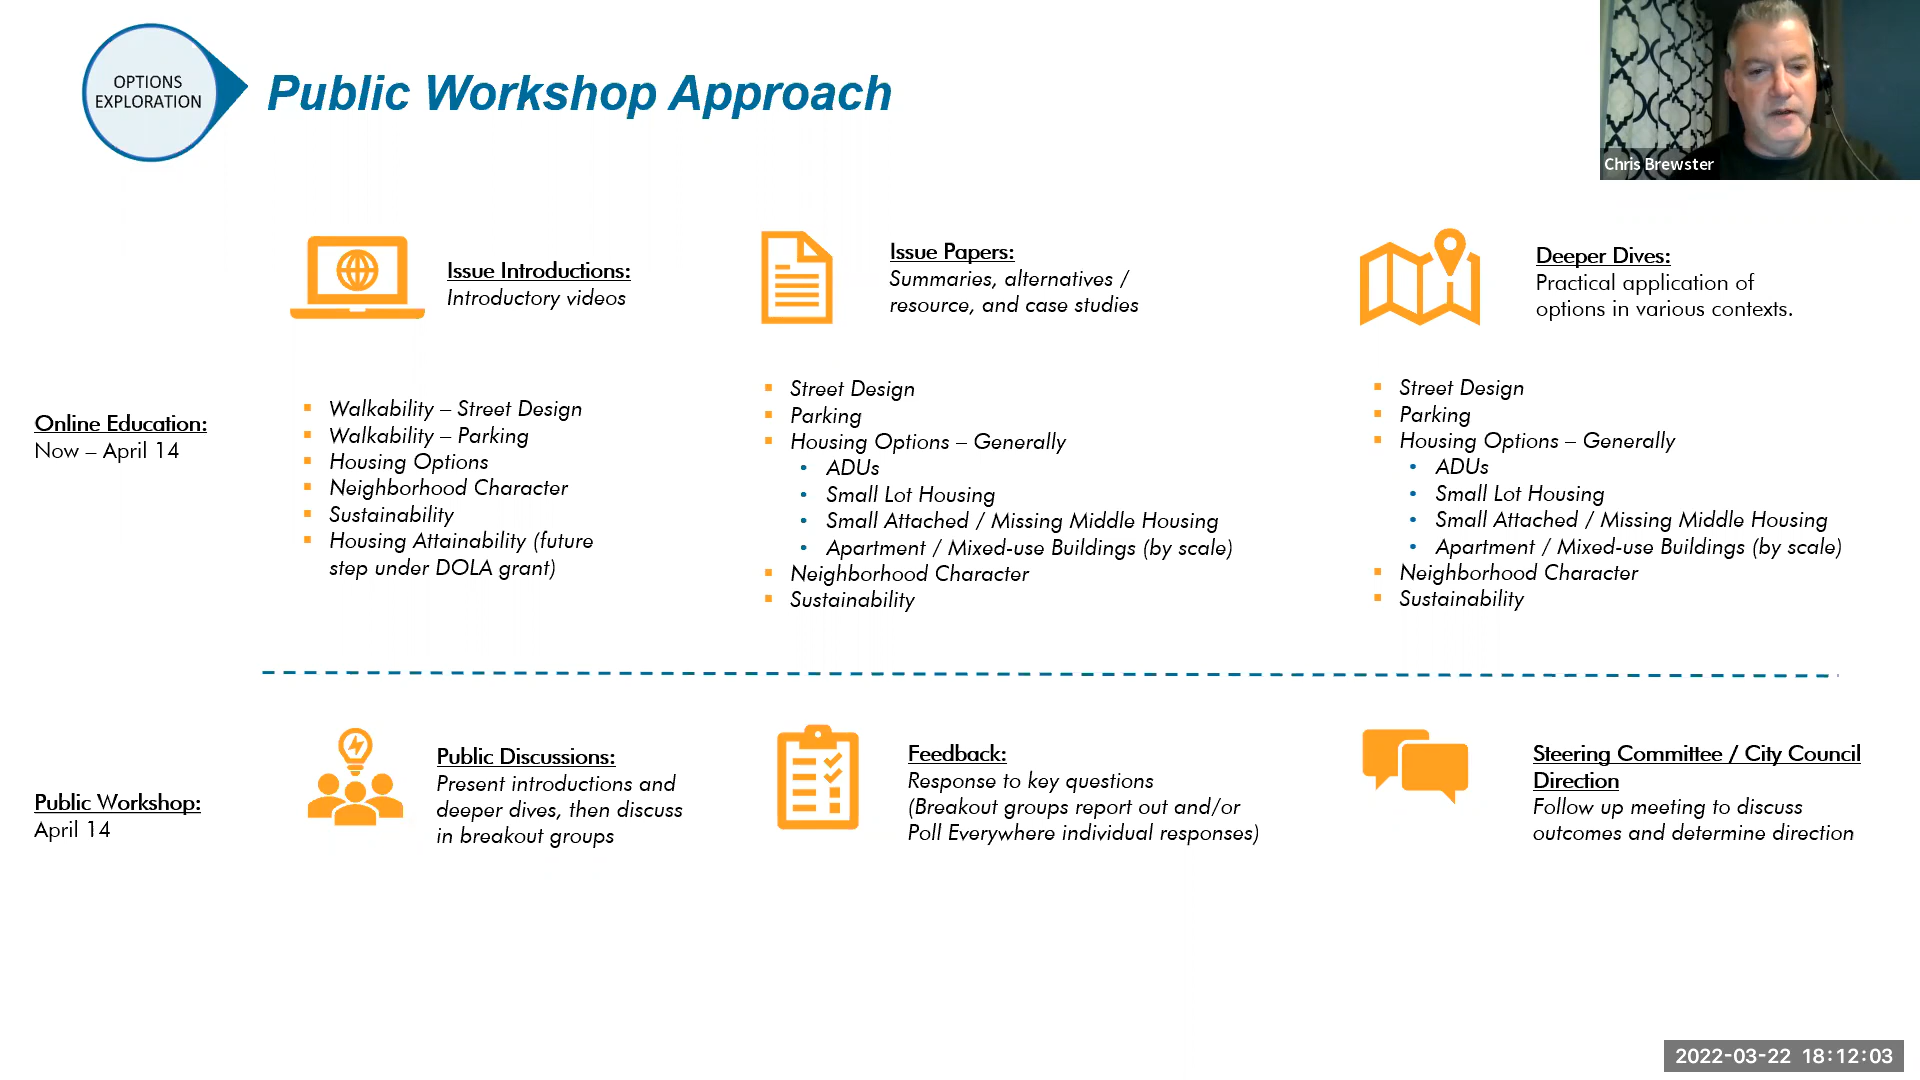 OPTIONS
EXPLORATION
Public Workshop Approach
Chris Brewster
Issue Introductions:
Introductory videos
Issue Papers:
Summaries, alternatives /
resource, and case studies
Deeper Dives:
Practical application of
options in various contexts.
Online Education:
Now – April 14
Walkability – Street Design
Walkability – Parking
Housing Options
Neighborhood Character
Sustainability
Housing Attainability (future
step under DOLA grant)
Street Design
Parking
Housing Options – Generally
ADUs
Small Lot Housing
Small Attached / Missing Middle Housing
Apartment / Mixed-use Buildings (by scale)
Neighborhood Character
Sustainability
Street Design
Parking
Housing Options – Generally
ADUs
Small Lot Housing
Small Attached / Missing Middle Housing
Apartment / Mixed-use Buildings (by scale)
Neighborhood Character
Sustainability
Public Workshop:
April 14
Public Discussions:
Present introductions and
deeper dives, then discuss
in breakout groups
Feedback:
Response to key questions
(Breakout groups report out and/or
Poll Everywhere individual responses)
Steering Committee / City Council
Direction
Follow up meeting to discuss
outcomes and determine direction
2022-03-22 18:12:03